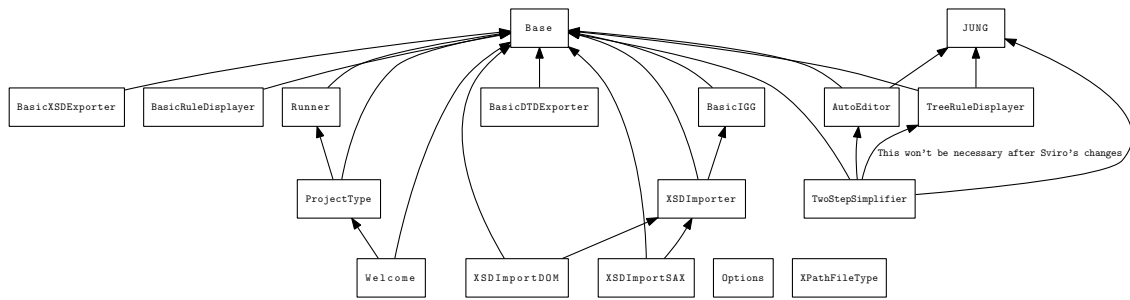 Base
JUNG
BasicXSDExporter
BasicRuleDisplayer
Runner
BasicDTDExporter
BasicIGG
AutoEditor
TreeRuleDisplayer
This won't be necessary after Sviro's changes
ProjectType
XSDImporter
TwoStepSimplifier
Welcome
XSDImportDOM
XSDImportSAX
Options
XPathFileType